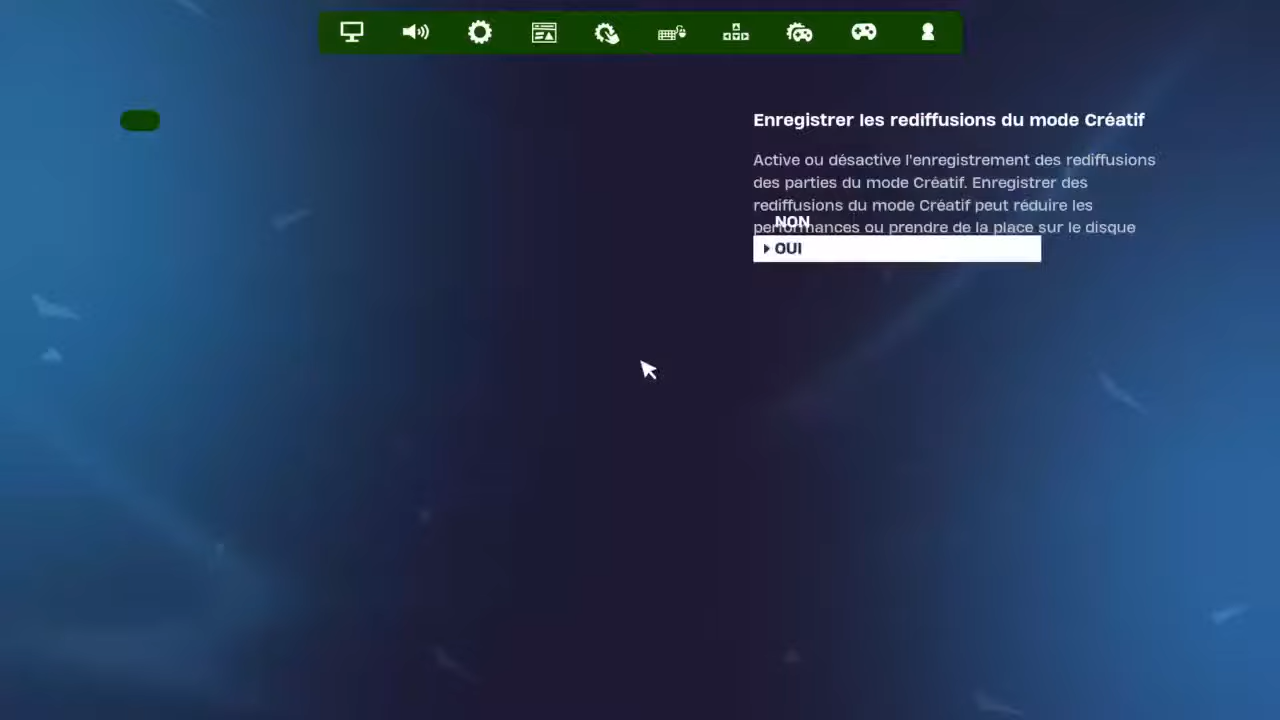 Enregistrer les rediffusions du mode Créatif
Active ou désactive l'enregistrement des rediffusions
des parties du mode Créatif. Enregistrer des
rediffusions du mode Créatif peut réduire les
NON
performances ou prendre de la place sur le disque
OUI